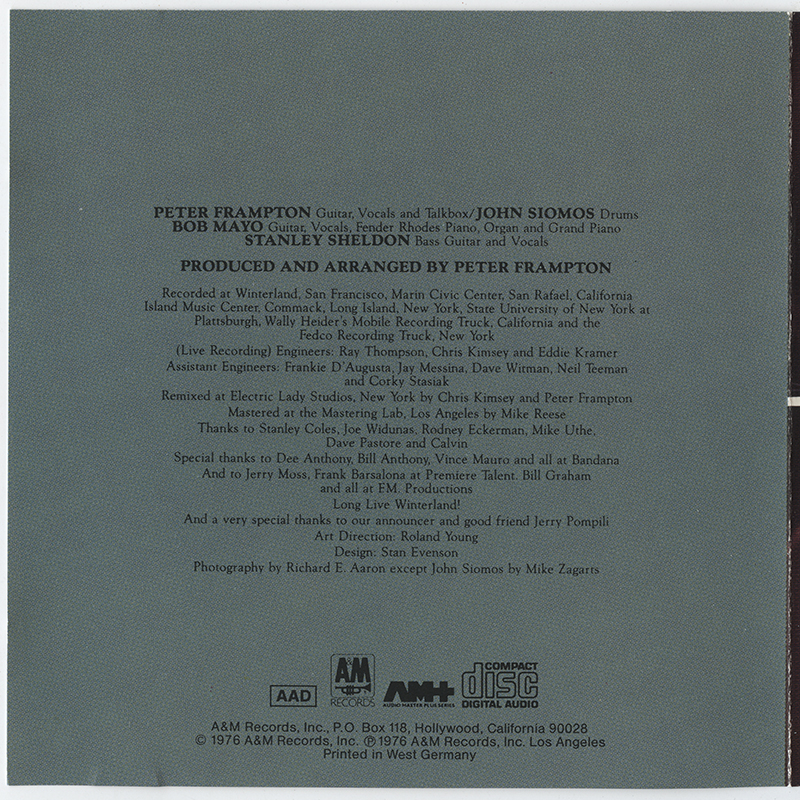 PETER FRAMPTON Guitar, Vocals and Talkbox/JOHN SIOMOS Drums
BOB MAYO Guitar, Vocals, Fender Rhodes Piano, Organ and Grand Piano
STANLEY SHELDON Bass Guitar and Vocals
PRODUCED AND ARRANGED BY PETER FRAMPTON
Recorded at Winterland, San Francisco, Marin Civic Center, San Rafael, California
Island Music Center, Commack, Long Island, New York, State University of New York at
Plattsburgh, Wally Heider's Mobile Recording Truck, California and the
Fedco Recording Truck, New York
(Live Recording) Engineers: Ray Thompson, Chris Kimsey and Eddie Kramer
Assistant Engineers: Frankie D'Augusta, Jay Messina, Dave Witman, Neil Teeman
and Corky Stasiak
Remixed at Electric Lady Studios, New York by Chris Kimsey and Peter Frampton
Mastered at the Mastering Lab, Los Angeles by Mike Reese
Thanks to Stanley Coles, Joe Widunas, Rodney Eckerman, Mike Uthe,
Dave Pastore and Calvin
Special thanks to Dee Anthony, Bill Anthony, Vince Mauro and all at Bandana
And to Jerry Moss, Frank Barsalona at Premiere Talent. Bill Graham
and all at F.M. Productions
Long Live Winterland!
And a very special thanks to our announcer and good friend Jerry Pompili
Art Direction: Roland Young
Design: Stan Evenson
Photography by Richard E. Aaron except John Siomos by Mike Zagarts
AAD
A&M
RECORDS
AM+
AUDIO MASTER PLUS SERIES
COMPACT
disc
DIGITAL AUDIO
A&M Records, Inc., P.O. Box 118, Hollywood, California 90028
© 1976 A&M Records, Inc. ℗ 1976 A&M Records, Inc. Los Angeles
Printed in West Germany